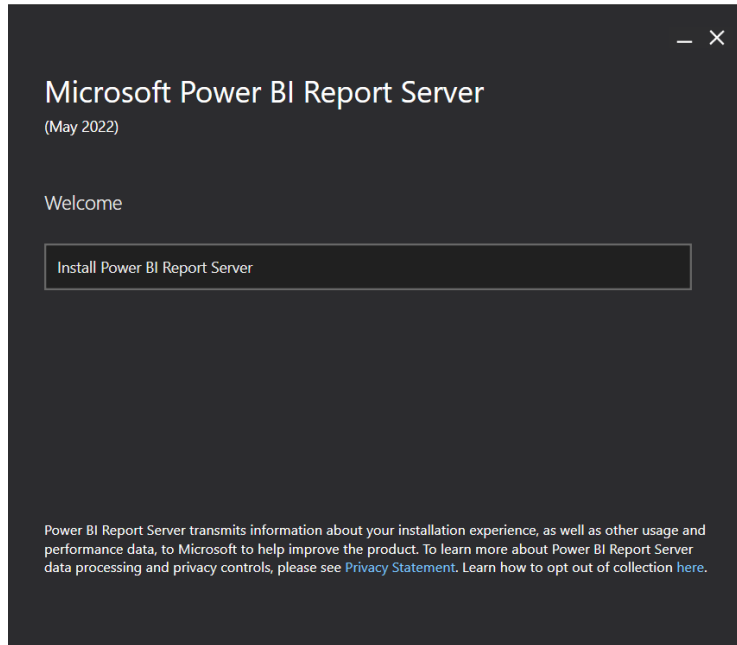 Microsoft Power BI Report Server
(May 2022)
Welcome
Install Power BI Report Server
Power BI Report Server transmits information about your installation experience, as well as other usage and
performance data, to Microsoft to help improve the product. To learn more about Power BI Report Server
data processing and privacy controls, please see Privacy Statement. Learn how to opt out of collection here.